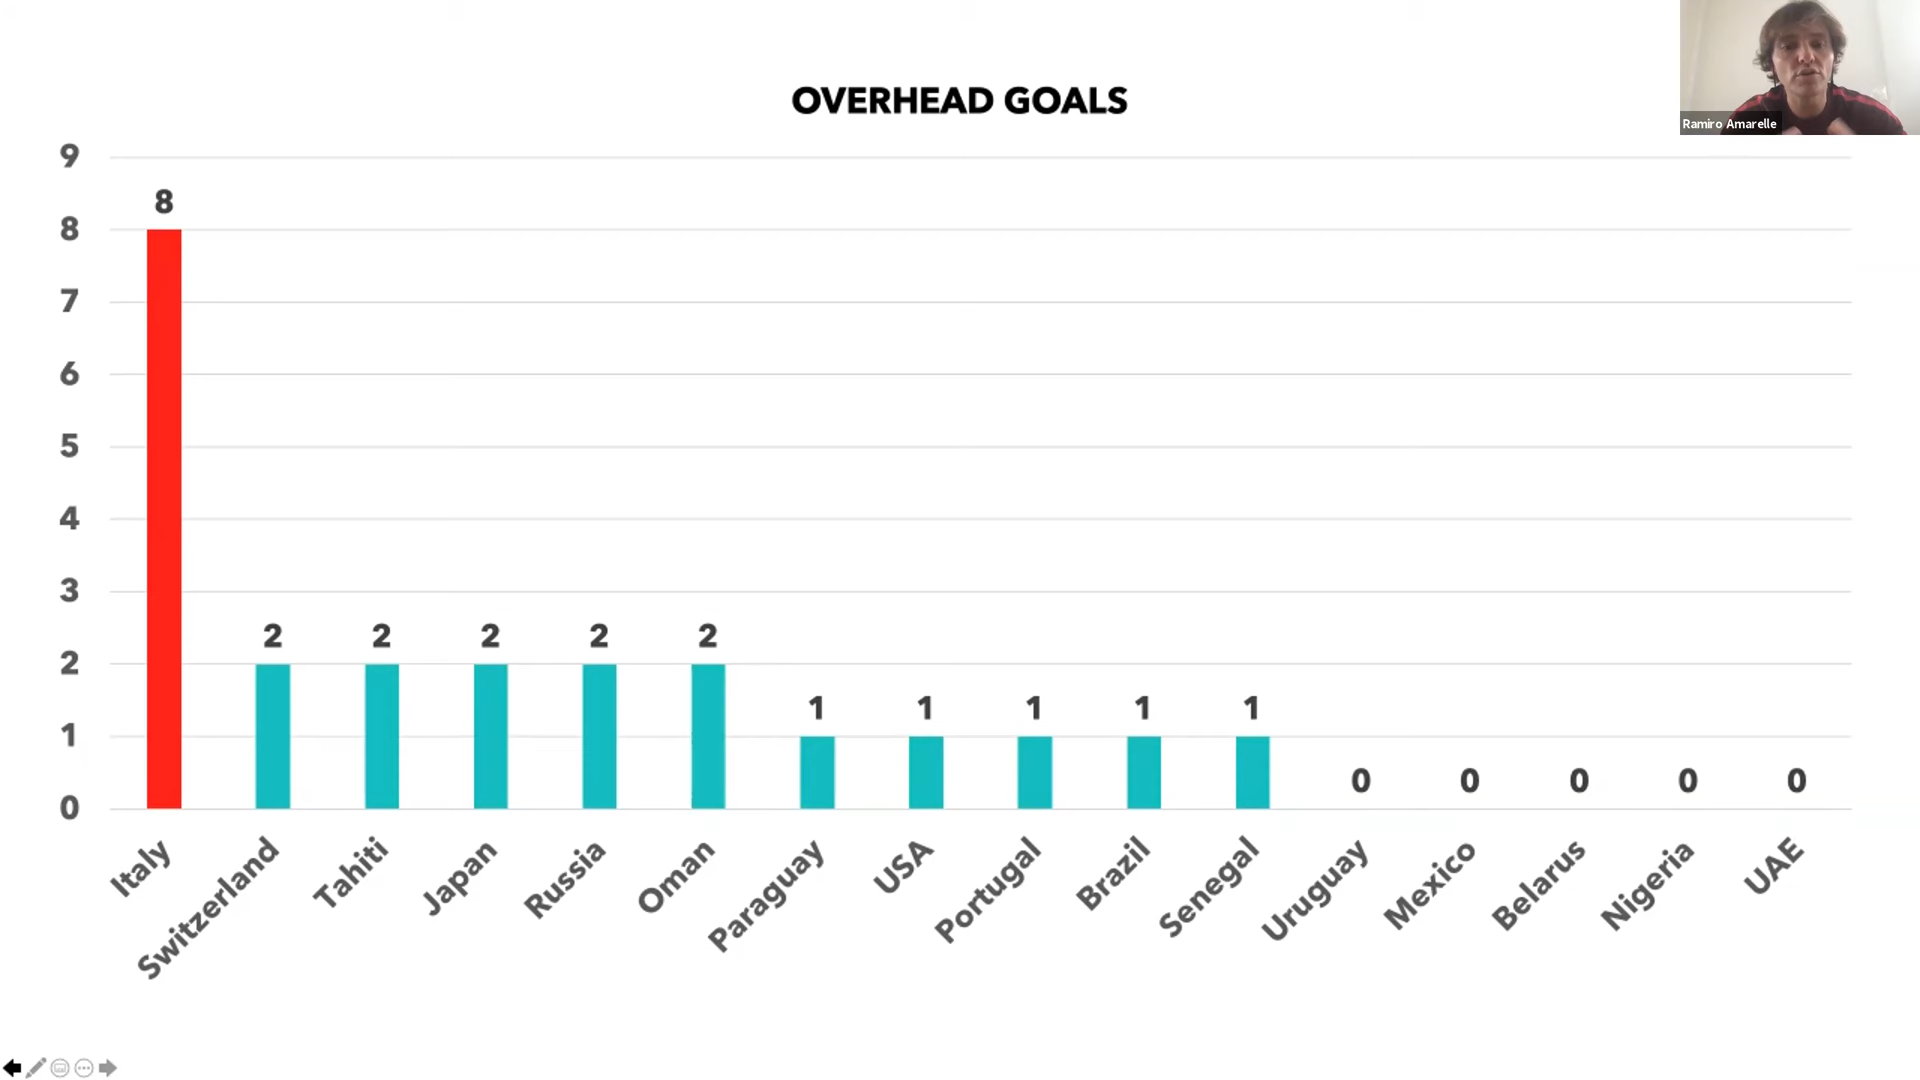 OVERHEAD GOALS
Ramiro Amarelle
9
8
7
6
5
4
3
2
1
0
8
2
2
2
2
2
1
1
1
1
1
0
0
0
0
0
Italy
Switzerland
Tahiti
Japan
Russia
Oman
Paraguay
USA
Portugal
Brazil
Senegal
Uruguay
Mexico
Belarus
Nigeria
UAE